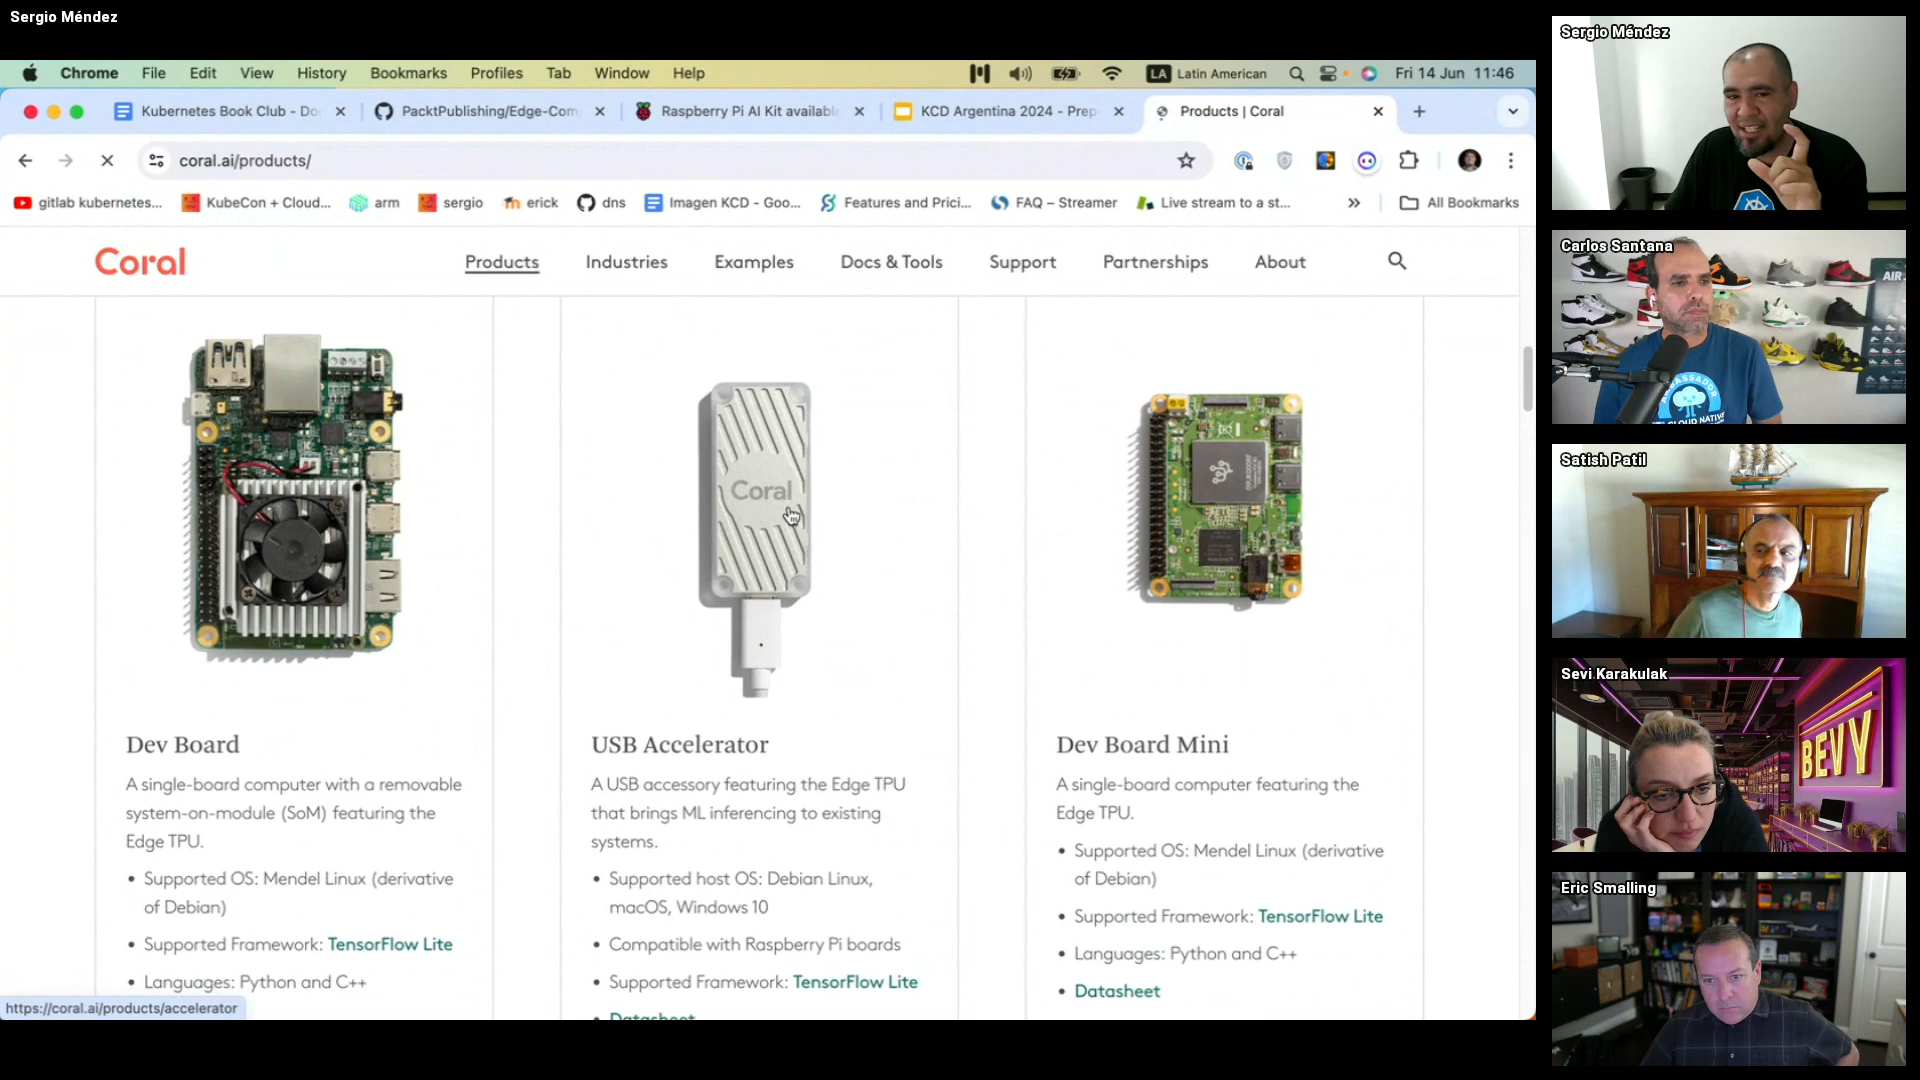 Sergio Méndez
Chrome File Edit View History Bookmarks Profiles Tab Window Help
LA Latin American Fri 14 Jun 11:46
Kubernetes Book Club - Do
PacktPublishing/Edge-Com
Raspberry Pi AI Kit available
KCD Argentina 2024 - Prep
Products | Coral
coral.ai/products/
gitlab kubernetes...
KubeCon + Cloud...
arm
sergio
erick
dns
Imagen KCD - Goo...
Features and Prici...
FAQ – Streamer
Live stream to a st...
All Bookmarks
Coral
Products Industries Examples Docs & Tools Support Partnerships About
Coral
Dev Board
A single-board computer with a removable
system-on-module (SoM) featuring the
Edge TPU.
• Supported OS: Mendel Linux (derivative
of Debian)
• Supported Framework: TensorFlow Lite
• Languages: Python and C++
USB Accelerator
A USB accessory featuring the Edge TPU
that brings ML inferencing to existing
systems.
• Supported host OS: Debian Linux,
macOS, Windows 10
• Compatible with Raspberry Pi boards
• Supported Framework: TensorFlow Lite
• Datasheet
Dev Board Mini
A single-board computer featuring the
Edge TPU.
• Supported OS: Mendel Linux (derivative
of Debian)
• Supported Framework: TensorFlow Lite
• Languages: Python and C++
• Datasheet
https://coral.ai/products/accelerator
Sergio Méndez
Carlos Santana
AIR
AMBASSADOR
CLOUD NATIVE
Satish Patil
Sevi Karakulak
BEVY
Eric Smalling